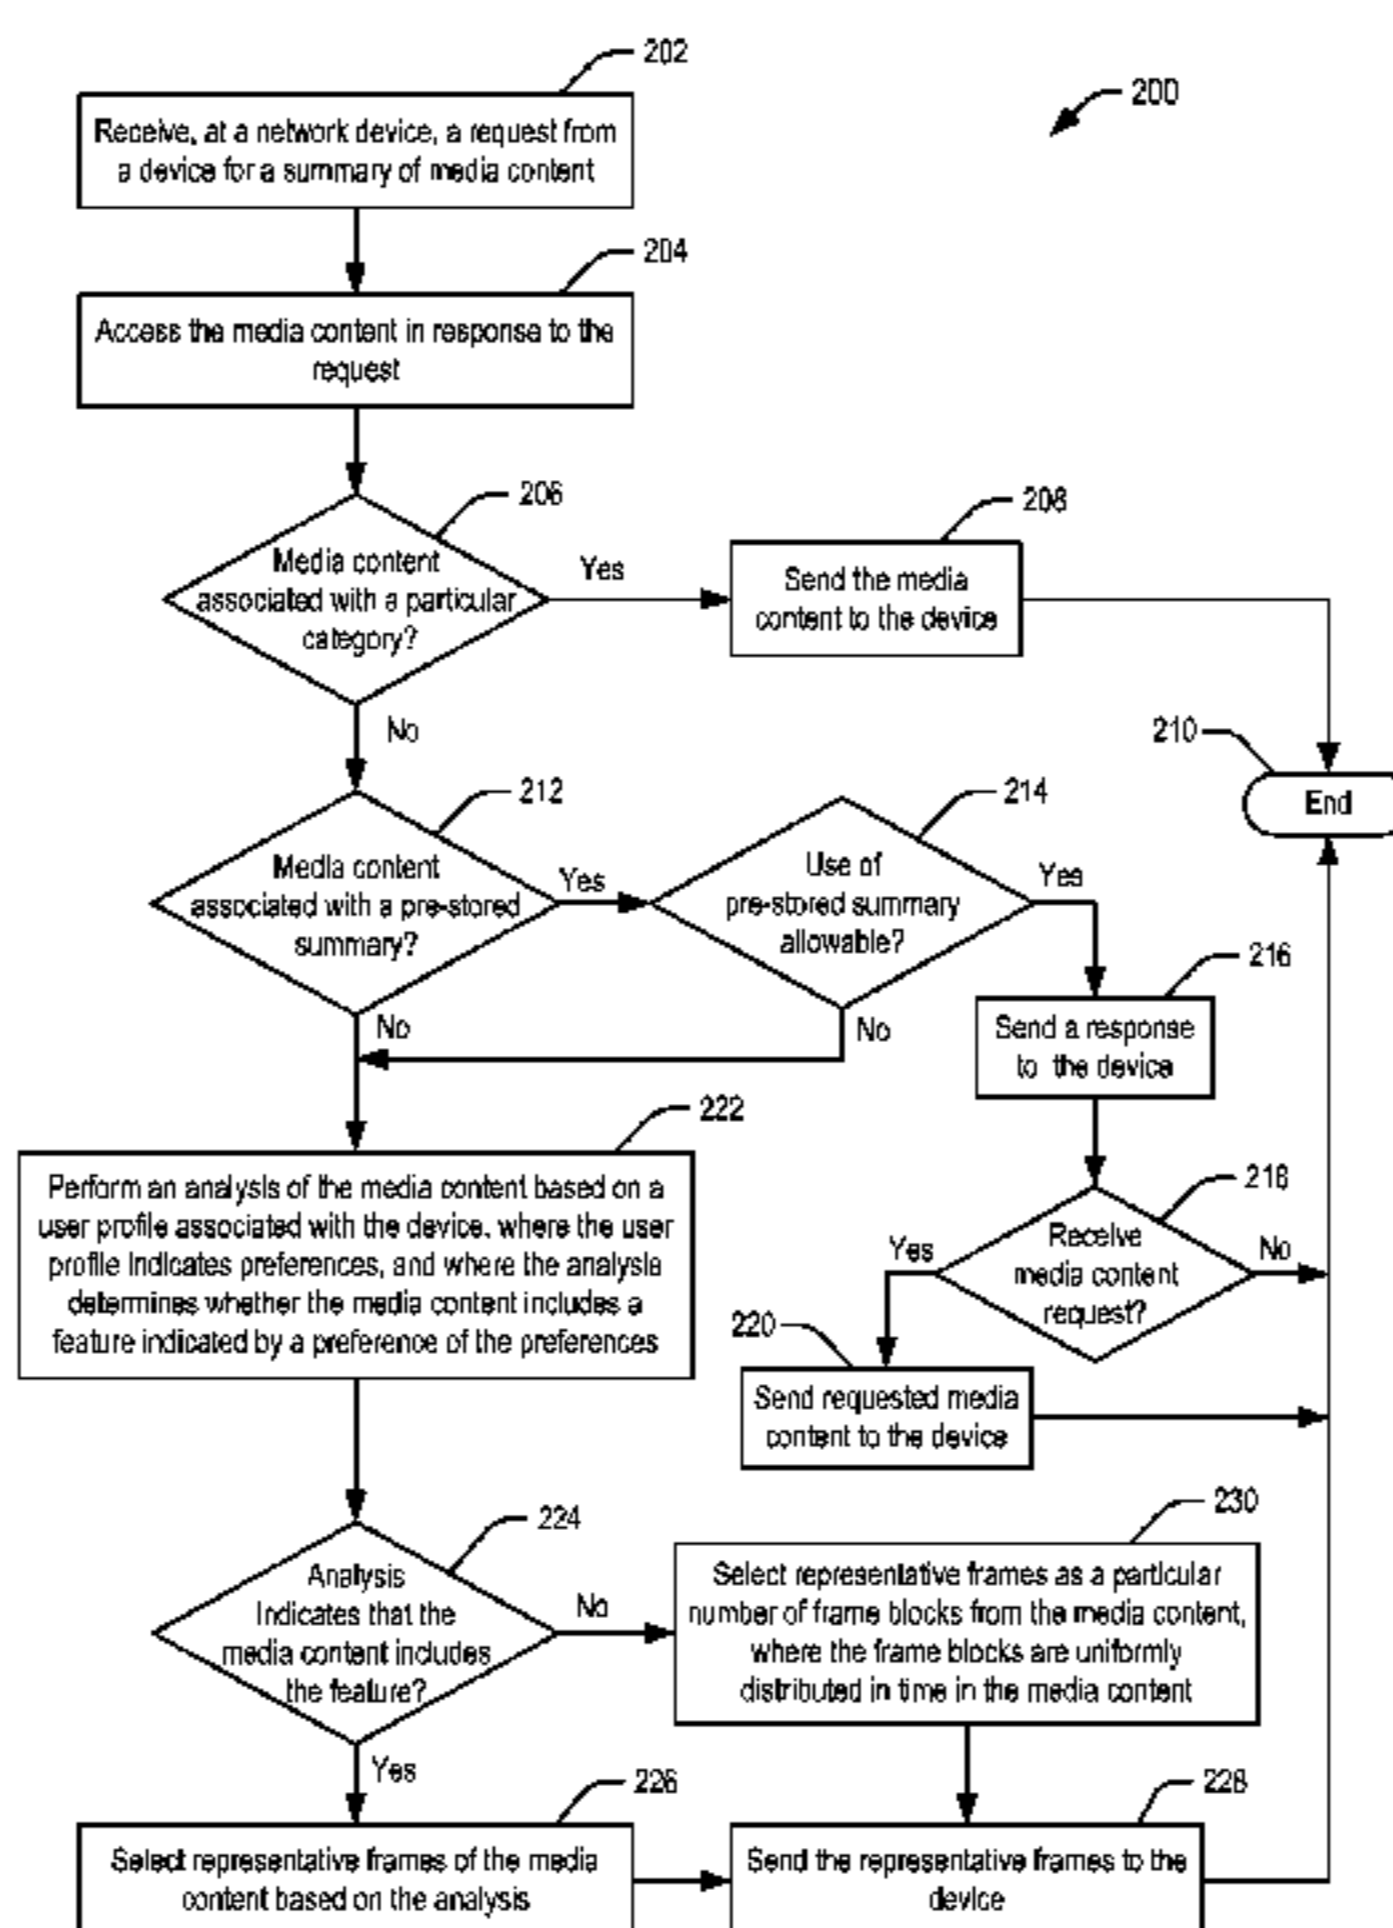 202
200
Receive, at a network device, a request from
a device for a summary of media content
204
Access the media content in response to the
request
206
208
Media content
associated with a particular
category?
Yes
Send the media
content to the device
No
210
End
212
214
Media content
associated with a pre-stored
summary?
Yes
Use of
pre-stored summary
allowable?
Yes
216
No
No
Send a response
to the device
222
218
Perform an analysis of the media content based on a
user profile associated with the device, where the user
profile indicates preferences, and where the analysis
determines whether the media content includes a
feature indicated by a preference of the preferences
Yes
Receive
media content
request?
No
220
Send requested media
content to the device
224
230
Analysis
Indicates that the
media content includes
the feature?
No
Select representative frames as a particular
number of frame blocks from the media content,
where the frame blocks are uniformly
distributed in time in the media content
Yes
226
228
Select representative frames of the media
content based on the analysis
Send the representative frames to the
device